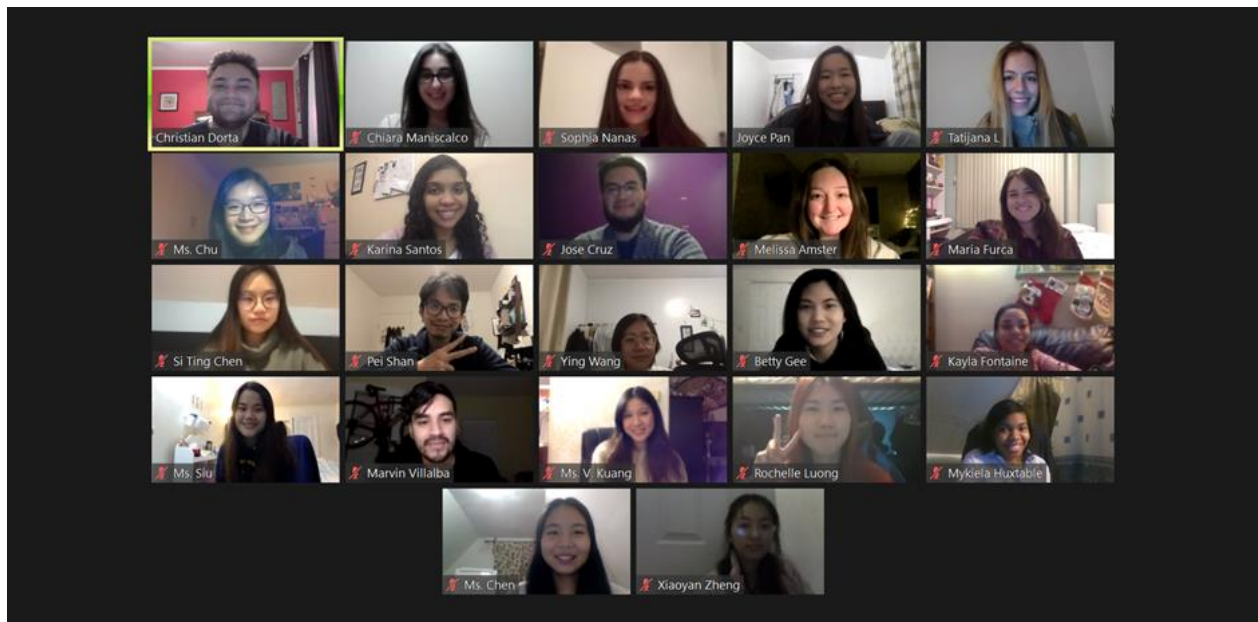 Christian Dorta
Chiara Maniscalco
Sophia Nanas
Joyce Pan
Tatijana L
Ms. Chu
Karina Santos
Jose Cruz
Melissa Amster
Maria Furca
Si Ting Chen
Pei Shan
Ying Wang
Betty Gee
Kayla Fontaine
Ms. Siu
Marvin Villalba
Ms. V. Kuang
Rochelle Luong
Mykiela Huxtable
Ms. Chen
Xiaoyan Zheng